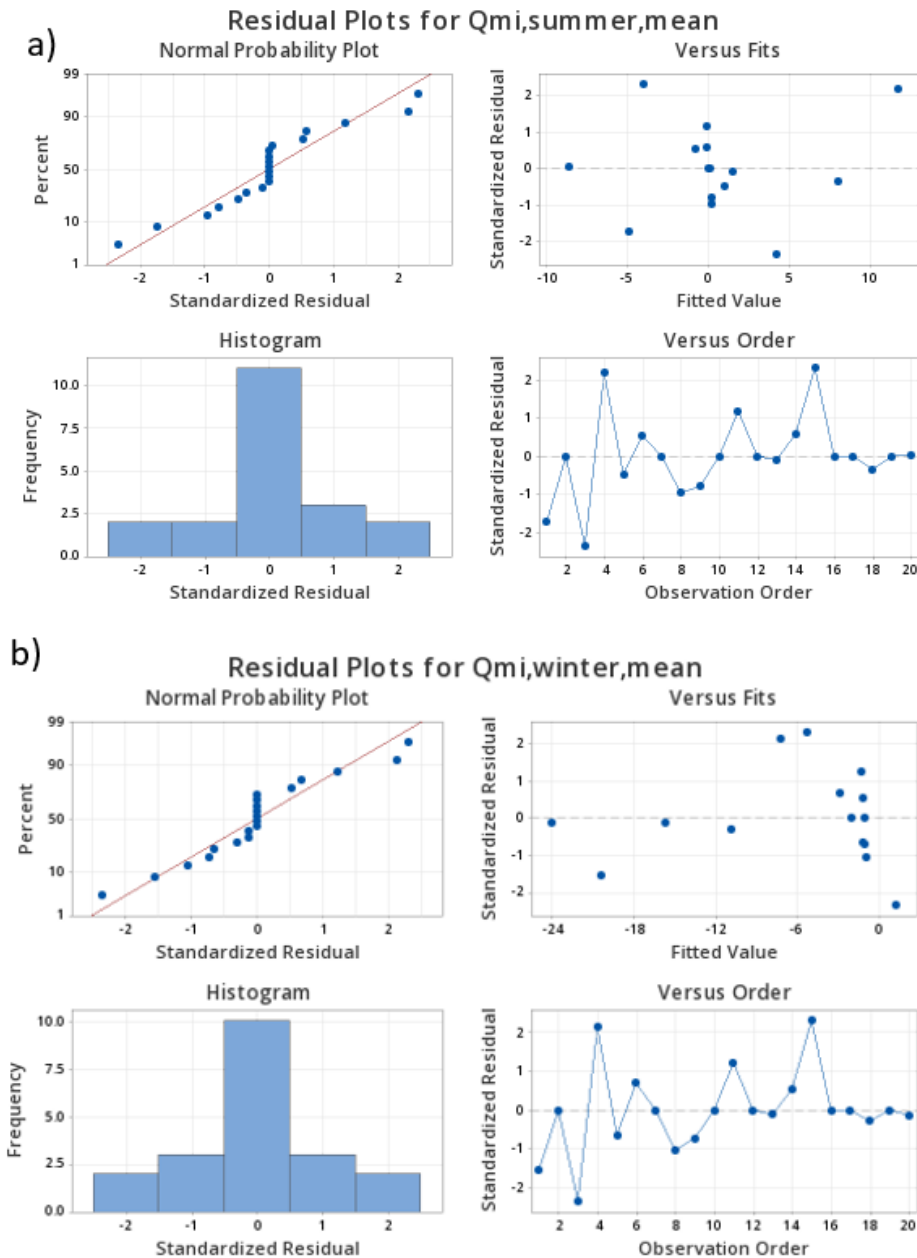 a)
Residual Plots for Qmi,summer,mean
Normal Probability Plot
99
90
50
10
1
Percent
-2 -1 0 1 2
Standardized Residual
Versus Fits
2
1
0
-1
-2
Standardized Residual
-10 -5 0 5 10
Fitted Value
Histogram
10.0
7.5
5.0
2.5
0.0
Frequency
-2 -1 0 1 2
Standardized Residual
Versus Order
2
1
0
-1
-2
Standardized Residual
2 4 6 8 10 12 14 16 18 20
Observation Order
b)
Residual Plots for Qmi,winter,mean
Normal Probability Plot
99
90
50
10
1
Percent
-2 -1 0 1 2
Standardized Residual
Versus Fits
2
1
0
-1
-2
Standardized Residual
-24 -18 -12 -6 0
Fitted Value
Histogram
10.0
7.5
5.0
2.5
0.0
Frequency
-2 -1 0 1 2
Standardized Residual
Versus Order
2
1
0
-1
-2
Standardized Residual
2 4 6 8 10 12 14 16 18 20
Observation Order